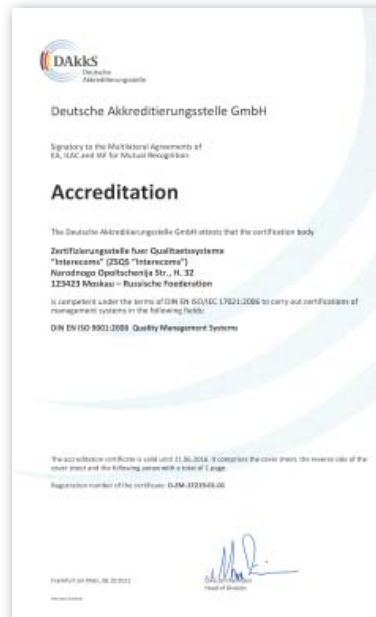 DAkkS
Deutsche
Akkreditierungsstelle
Deutsche Akkreditierungsstelle GmbH
Signatory to the Multilateral Agreements of
EA, ILAC and IAF for Mutual Recognition
Accreditation
The Deutsche Akkreditierungsstelle GmbH attests that the certification body
Zertifizierungsstelle fuer Qualitaetssysteme
"Interecoms" (ZSQS "Interecoms")
Narodnogo Opoltschenija Str., H. 32
123423 Moskau – Russische Foederation
is competent under the terms of DIN EN ISO/IEC 17021:2006 to carry out certifications of
management systems in the following fields:
DIN EN ISO 9001:2008 Quality Management Systems
The accreditation certificate is valid until It comprises the cover sheet, the reverse side of the
cover sheet and the following annex with a total of 1 page.
Registration number of the certificate:
Frankfurt am Main,
Head of Division